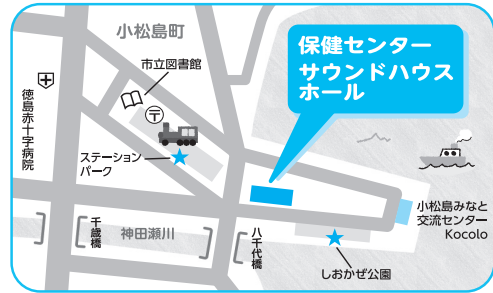 小松島町
市立図書館
〒
徳島赤十字病院
ステーション
パーク
保健センター
サウンドハウス
ホール
千歳橋
神田瀬川
八千代橋
しおかぜ公園
小松島みなと
交流センター
Kocolo